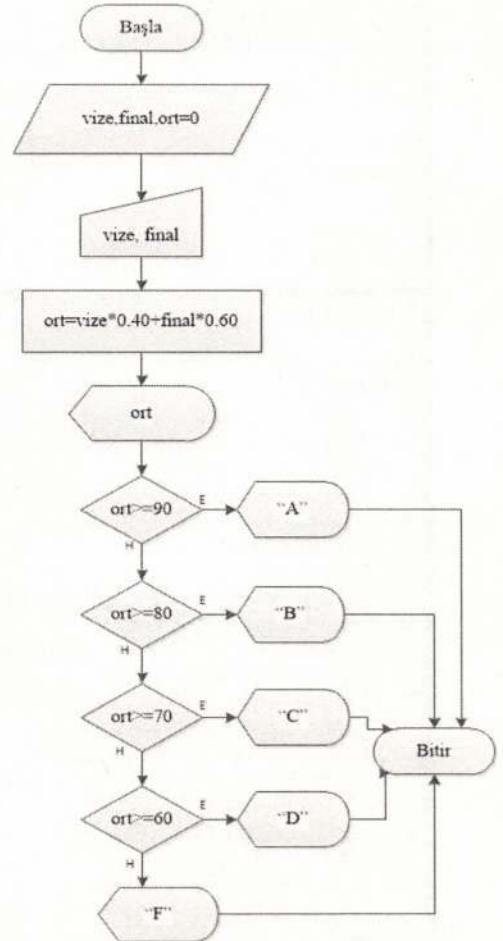 Başla
vize,final,ort=0
vize, final
ort=vize*0.40+final*0.60
ort
ort>=90
E
"A"
H
ort>=80
E
"B"
H
ort>=70
E
"C"
Bitir
H
ort>=60
E
"D"
H
"F"